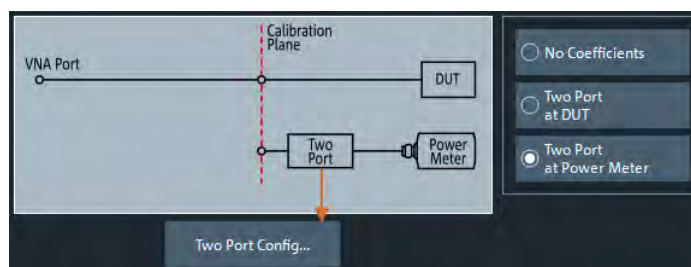 Calibration
Plane
VNA Port
DUT
Two
Port
Power
Meter
Two Port Config...
No Coefficients
Two Port
at DUT
Two Port
at Power Meter